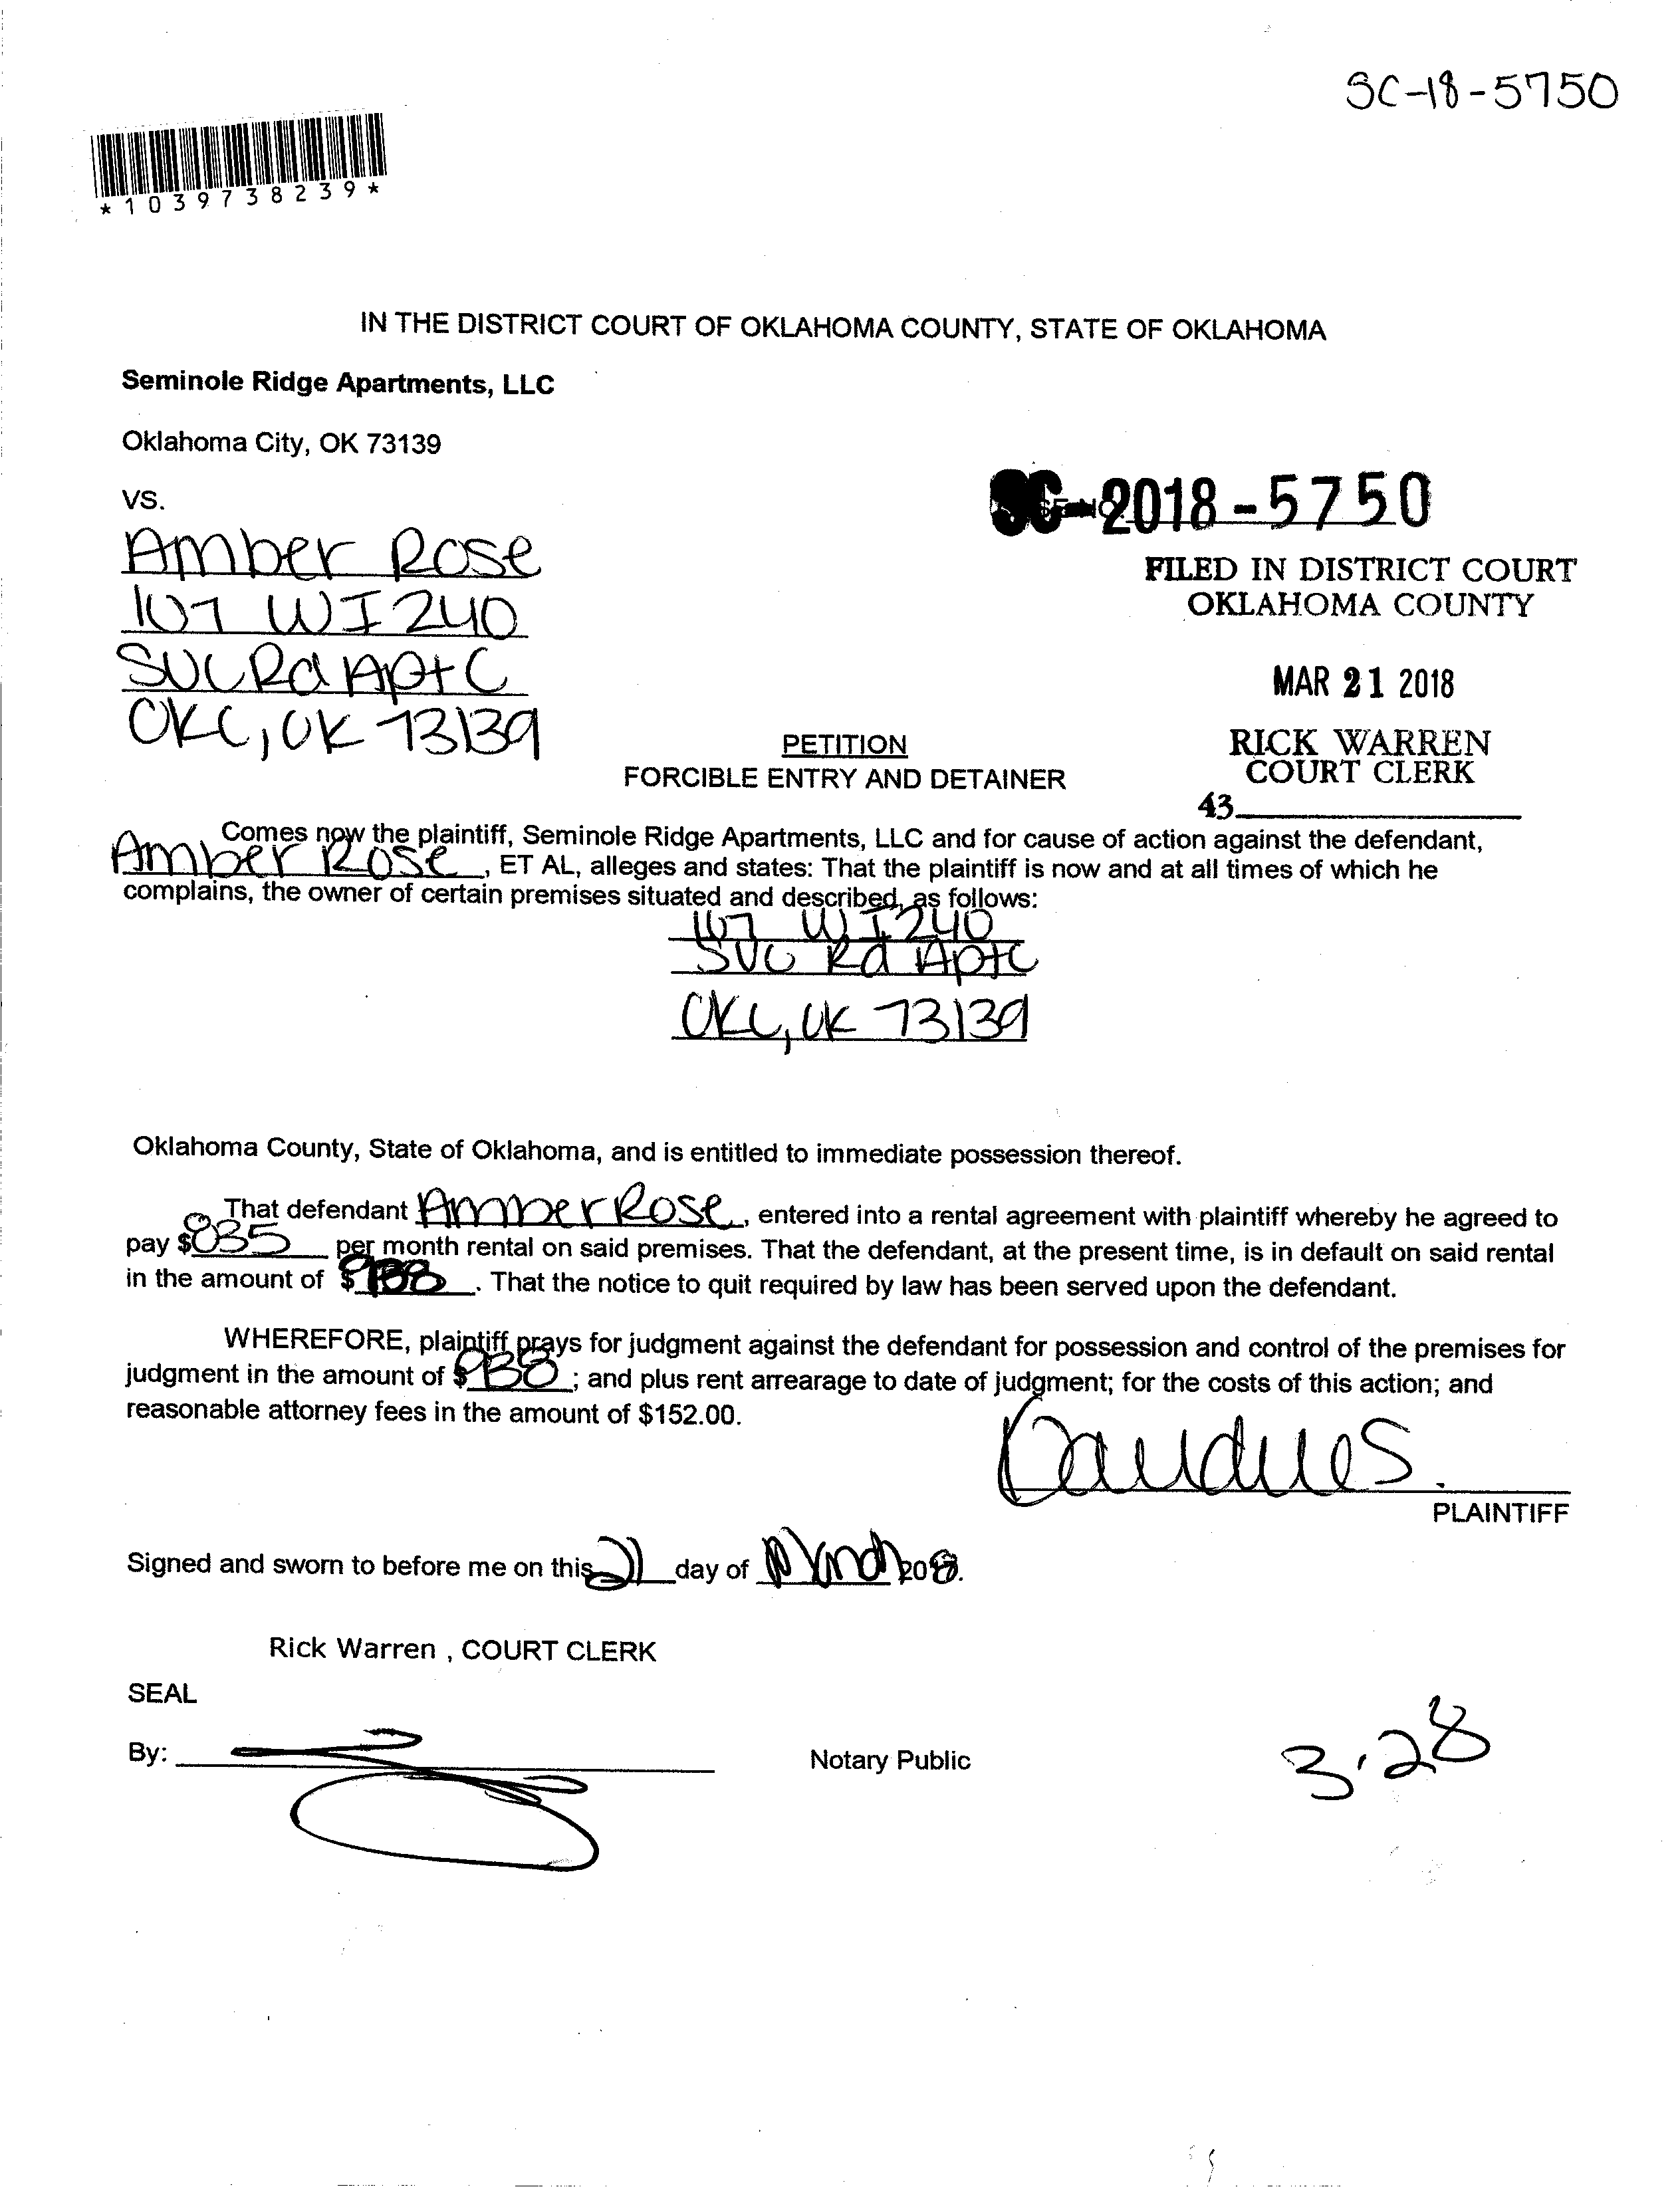 SC-18-5750
*1039738239*
IN THE DISTRICT COURT OF OKLAHOMA COUNTY, STATE OF OKLAHOMA
Seminole Ridge Apartments, LLC
Oklahoma City, OK 73139
VS.
SC-2018-5750
Amber Rose
107 W I 240
SVC Rd Apt C
OKC, OK 73139
FILED IN DISTRICT COURT
OKLAHOMA COUNTY
MAR 21 2018
RICK WARREN
COURT CLERK
43
PETITION
FORCIBLE ENTRY AND DETAINER
Comes now the plaintiff, Seminole Ridge Apartments, LLC and for cause of action against the defendant,
Amber Rose, ET AL, alleges and states: That the plaintiff is now and at all times of which he
complains, the owner of certain premises situated and described, as follows:
107 W I 240
SVC Rd Apt C
OKC, OK 73139
Oklahoma County, State of Oklahoma, and is entitled to immediate possession thereof.
That defendant Amber Rose, entered into a rental agreement with plaintiff whereby he agreed to
pay $835 per month rental on said premises. That the defendant, at the present time, is in default on said rental
in the amount of $. That the notice to quit required by law has been served upon the defendant.
WHEREFORE, plaintiff prays for judgment against the defendant for possession and control of the premises for
judgment in the amount of $938; and plus rent arrearage to date of judgment; for the costs of this action; and
reasonable attorney fees in the amount of $152.00.
PLAINTIFF
Signed and sworn to before me on this 21 day of March 2018.
Rick Warren , COURT CLERK
SEAL
By:
Notary Public
3.28